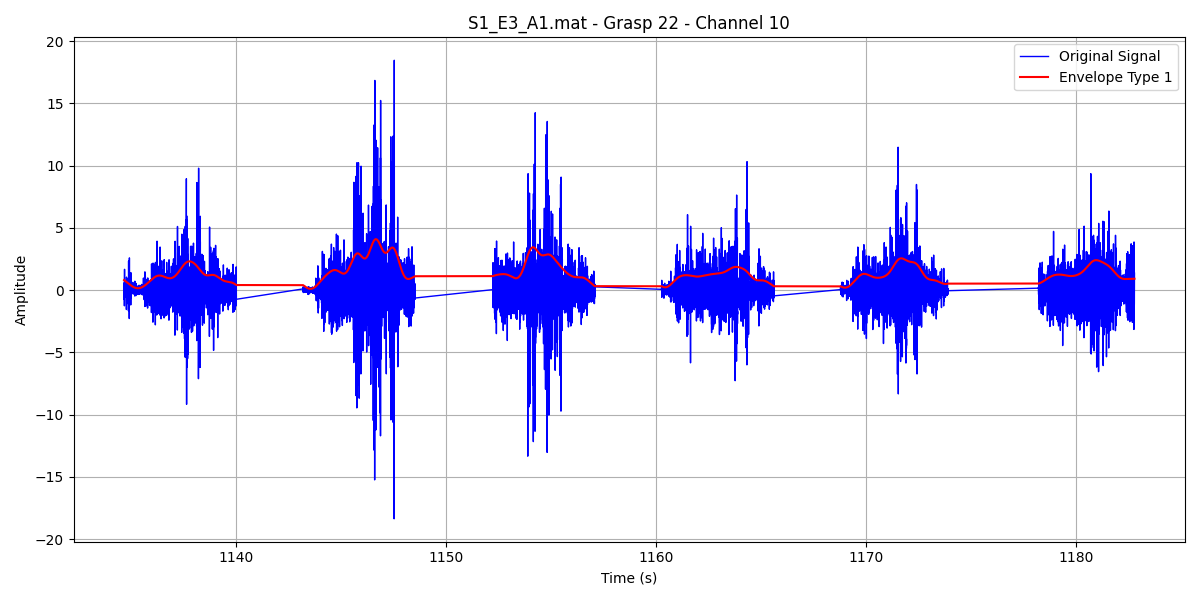 S1_E3_A1.mat - Grasp 22 - Channel 10
Original Signal
Envelope Type 1
20
15
10
5
0
−5
−10
−15
−20
Amplitude
1140
1150
1160
1170
1180
Time (s)